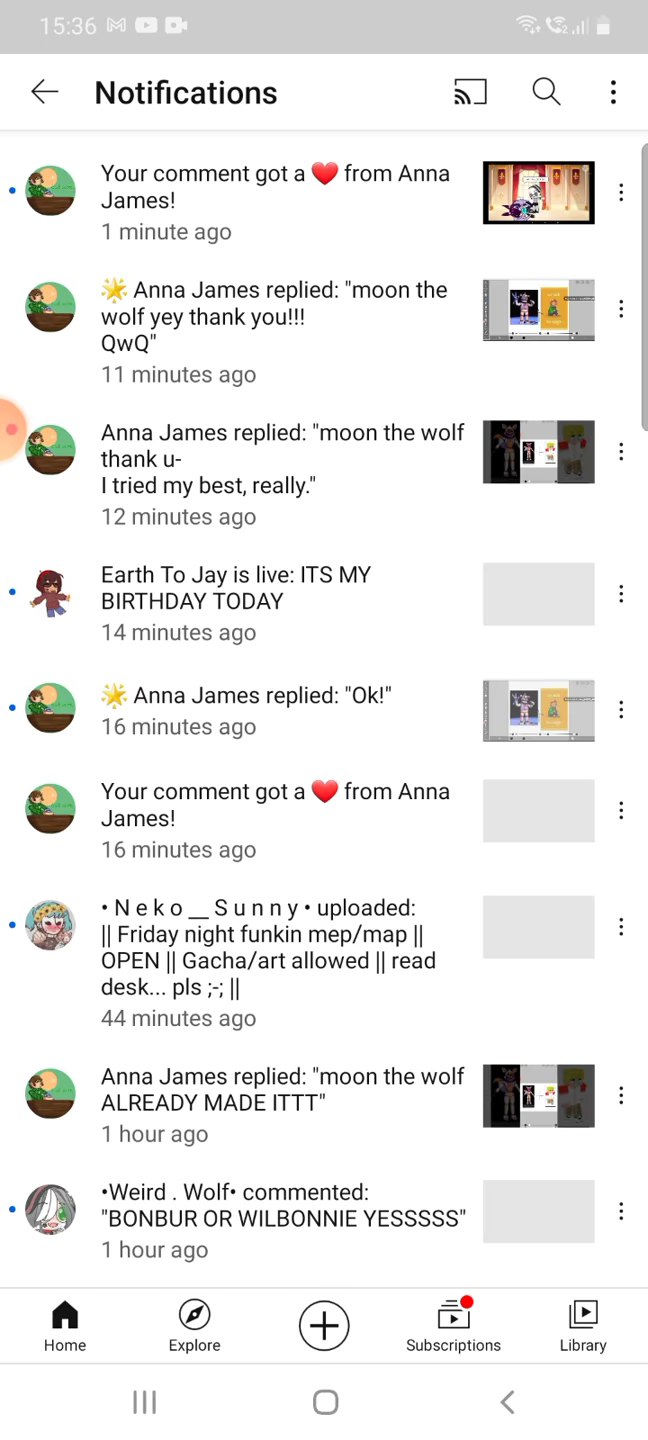 15:36
Notifications
Your comment got a ❤️ from Anna
James!
1 minute ago
🌟 Anna James replied: "moon the
wolf yey thank you!!!
QwQ"
11 minutes ago
Anna James replied: "moon the wolf
thank u-
I tried my best, really."
12 minutes ago
Earth To Jay is live: ITS MY
BIRTHDAY TODAY
14 minutes ago
🌟 Anna James replied: "Ok!"
16 minutes ago
Your comment got a ❤️ from Anna
James!
16 minutes ago
• N e k o __ S u n n y • uploaded:
|| Friday night funkin mep/map ||
OPEN || Gacha/art allowed || read
desk... pls ;-; ||
44 minutes ago
Anna James replied: "moon the wolf
ALREADY MADE ITTT"
1 hour ago
•Weird . Wolf• commented:
"BONBUR OR WILBONNIE YESSSSS"
1 hour ago
Home Explore Subscriptions Library